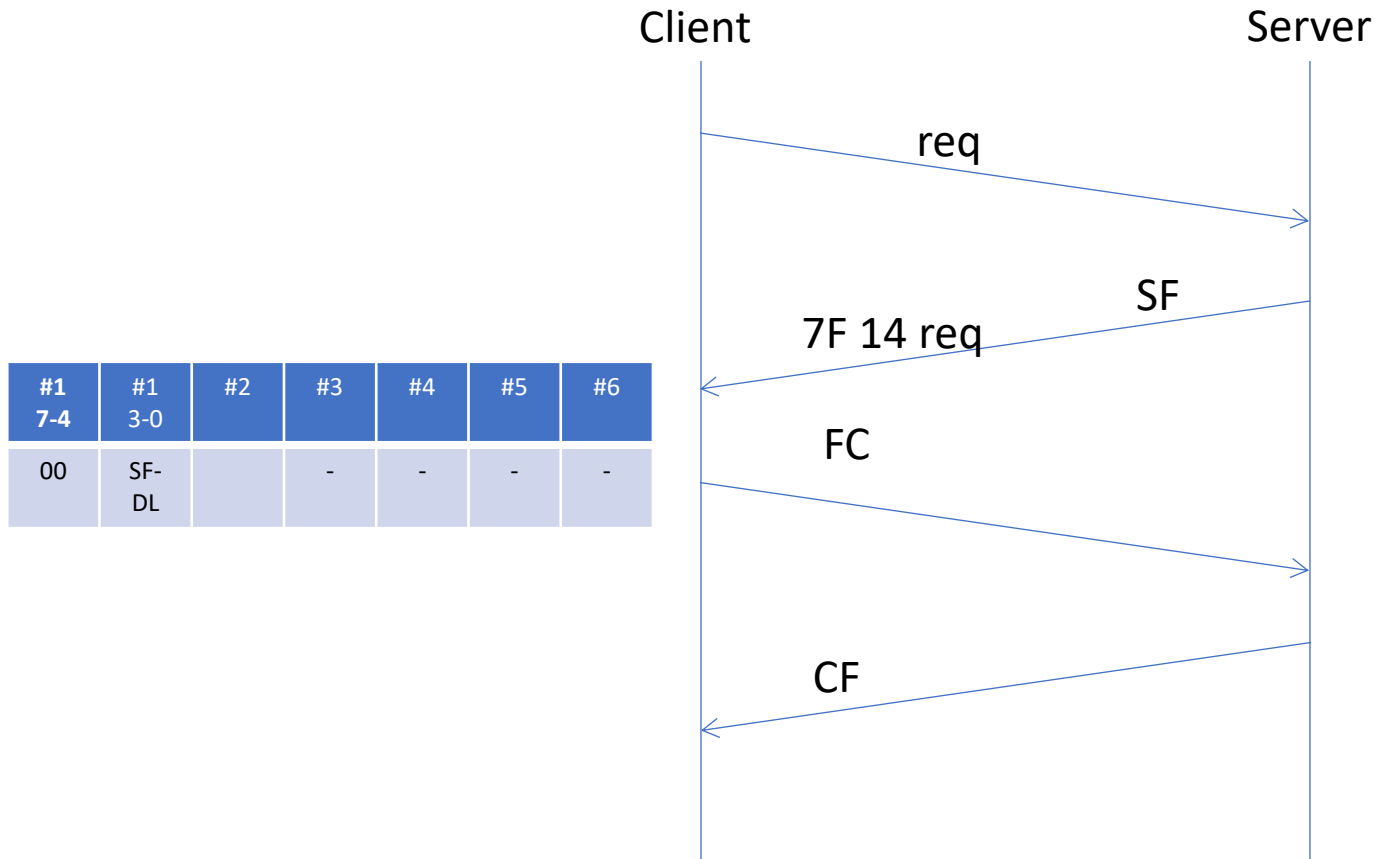 Client Server
req
SF
7F 14 req
#1 7-4 #1 3-0 #2 #3 #4 #5 #6
00 SF-DL - - - -
FC
CF